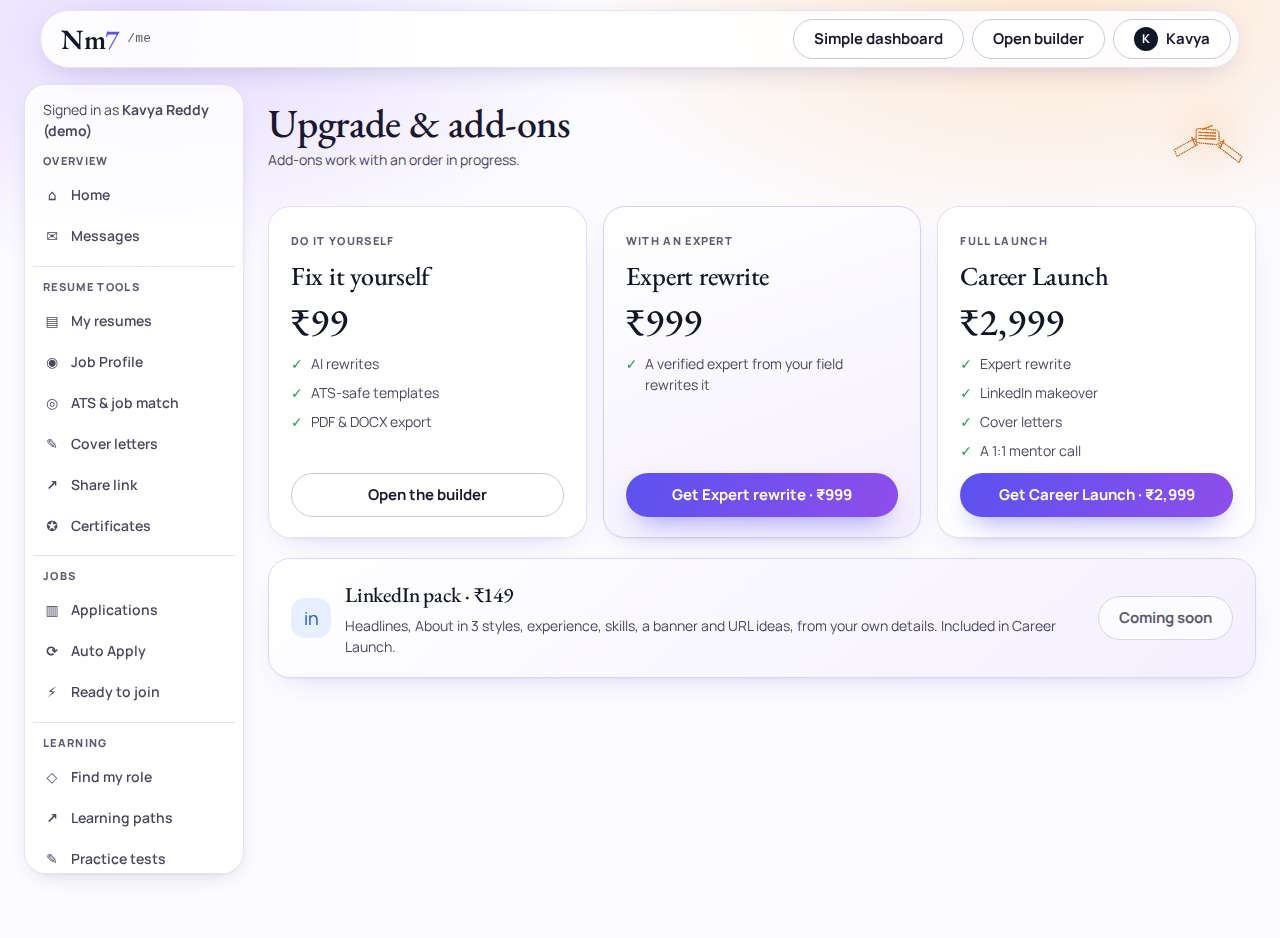 Nm7 /me
Simple dashboard
Open builder
K Kavya
Signed in as Kavya Reddy
(demo)
OVERVIEW
Home
Messages
RESUME TOOLS
My resumes
Job Profile
ATS & job match
Cover letters
Share link
Certificates
JOBS
Applications
Auto Apply
Ready to join
LEARNING
Find my role
Learning paths
Practice tests
Upgrade & add-ons
Add-ons work with an order in progress.
DO IT YOURSELF
Fix it yourself
₹99
✓ AI rewrites
✓ ATS-safe templates
✓ PDF & DOCX export
Open the builder
WITH AN EXPERT
Expert rewrite
₹999
✓ A verified expert from your field
rewrites it
Get Expert rewrite · ₹999
FULL LAUNCH
Career Launch
₹2,999
✓ Expert rewrite
✓ LinkedIn makeover
✓ Cover letters
✓ A 1:1 mentor call
Get Career Launch · ₹2,999
in
LinkedIn pack · ₹149
Headlines, About in 3 styles, experience, skills, a banner and URL ideas, from your own details. Included in Career
Launch.
Coming soon